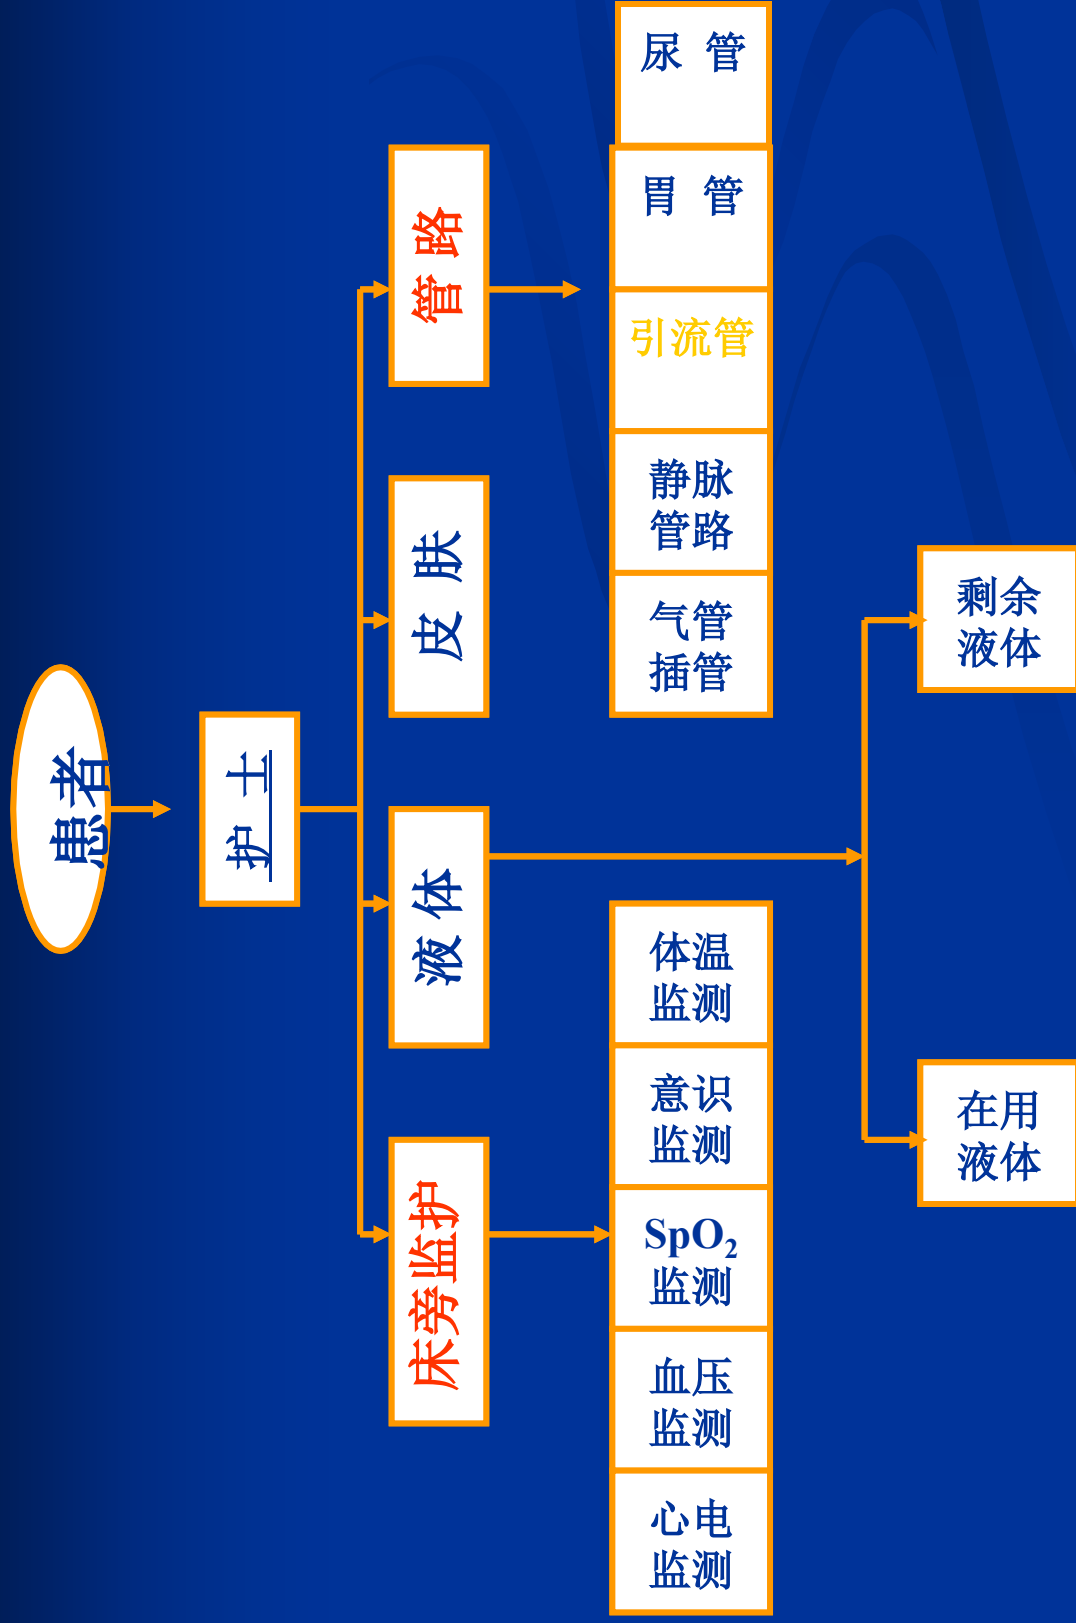 患者
护 士
床旁监护
液 体
皮 肤
管 路
心电
监测
血压
监测
SpO₂
监测
意识
监测
体温
监测
气管
插管
静脉
管路
引流管
胃 管
尿 管
在用
液体
剩余
液体